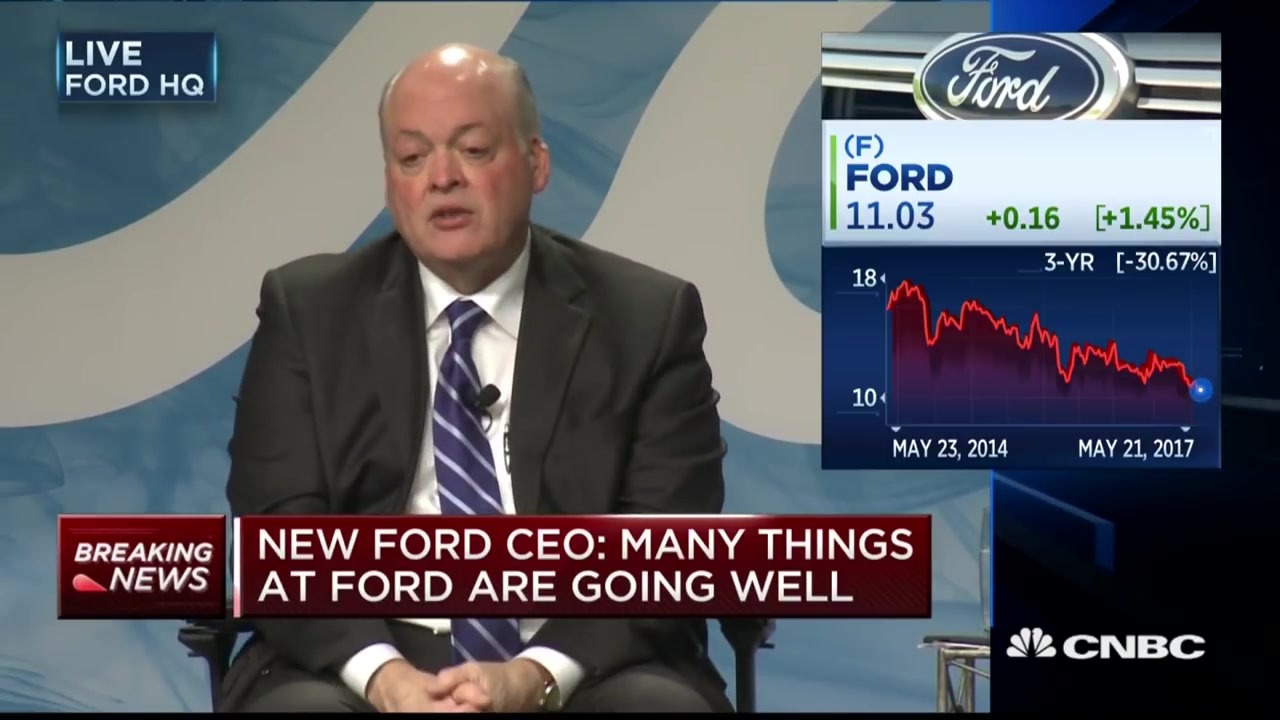 LIVE
FORD HQ
Ford
(F)
FORD
11.03 +0.16 [+1.45%]
3-YR [-30.67%]
18
10
MAY 23, 2014 MAY 21, 2017
BREAKING
NEWS
NEW FORD CEO: MANY THINGS
AT FORD ARE GOING WELL
CNBC